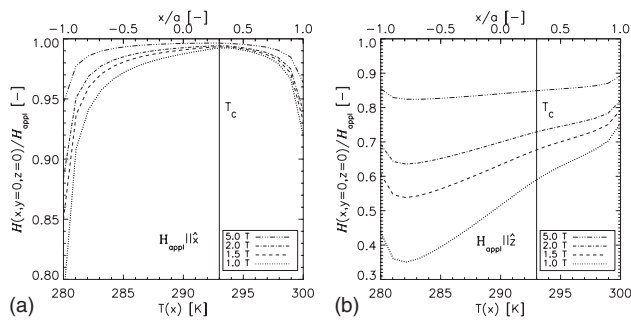 x/a [–]
-1.0 -0.5 0.0 0.5 1.0
1.00
0.95
0.90
0.85
0.80
H(x,y=0,z=0)/H_appl [–]
T_c
H_appl||x̂
5.0 T
2.0 T
1.5 T
1.0 T
280 285 290 295 300
T(x) [K]
(a)
x/a [–]
-1.0 -0.5 0.0 0.5 1.0
1.0
0.9
0.8
0.7
0.6
0.5
0.4
0.3
H(x,y=0,z=0)/H_appl [–]
T_c
H_appl||ẑ
5.0 T
2.0 T
1.5 T
1.0 T
280 285 290 295 300
T(x) [K]
(b)